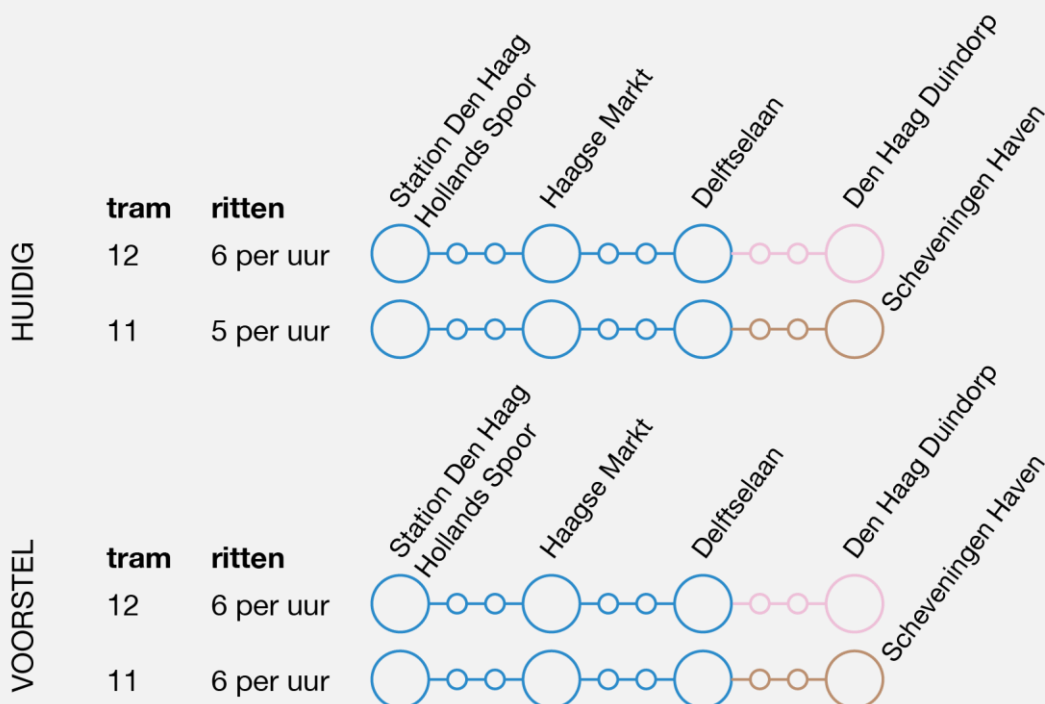 HUIDIG
Station Den Haag
Hollands Spoor
Haagse Markt
Delftselaan
Den Haag Duindorp
Scheveningen Haven
tram ritten
12 6 per uur
11 5 per uur
VOORSTEL
Station Den Haag
Hollands Spoor
Haagse Markt
Delftselaan
Den Haag Duindorp
Scheveningen Haven
tram ritten
12 6 per uur
11 6 per uur